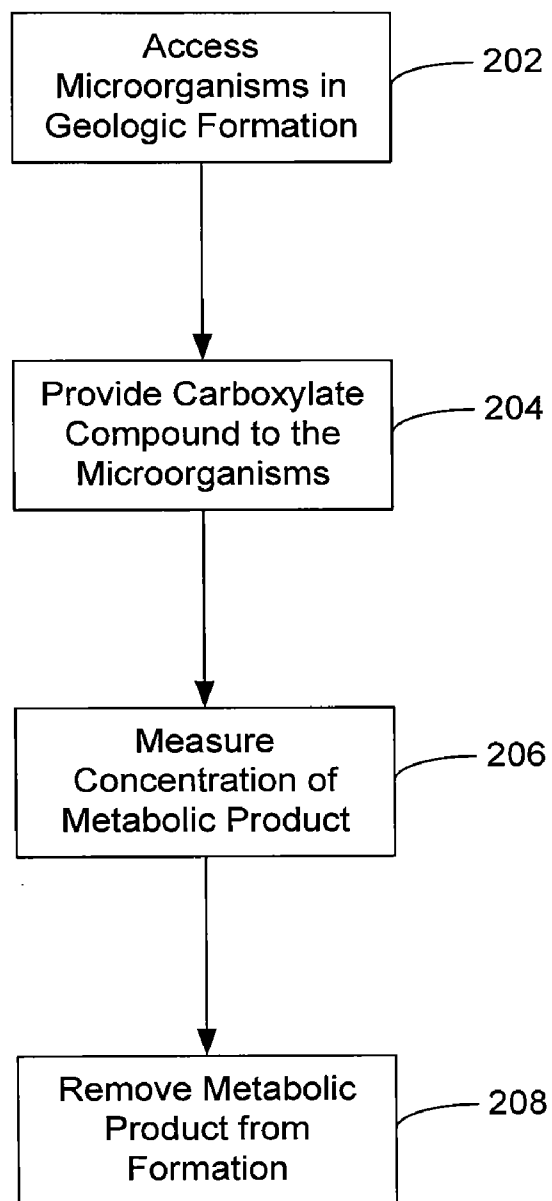 Access
Microorganisms in
Geologic Formation
202
Provide Carboxylate
Compound to the
Microorganisms
204
Measure
Concentration of
Metabolic Product
206
Remove Metabolic
Product from
Formation
208